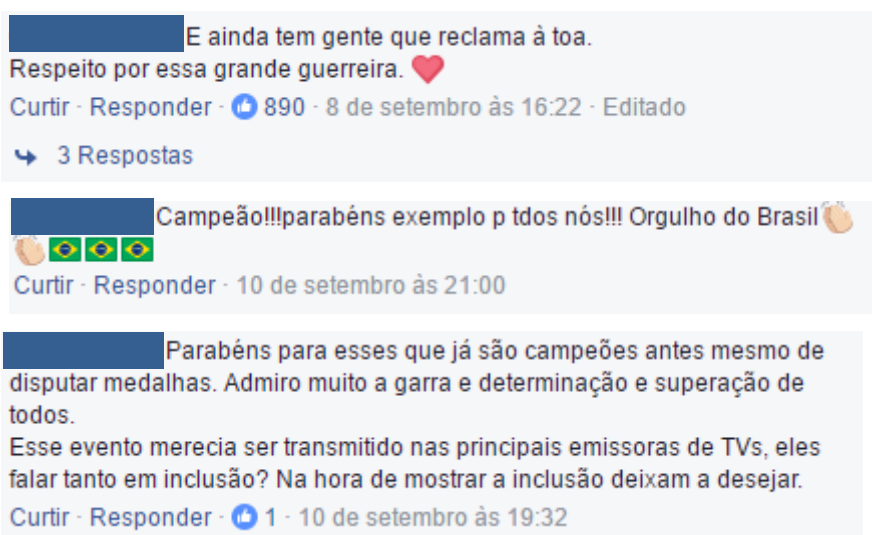 E ainda tem gente que reclama à toa.
Respeito por essa grande guerreira. ❤
Curtir · Responder · 890 · 8 de setembro às 16:22 · Editado
3 Respostas
Campeão!!!parabéns exemplo p tdos nós!!! Orgulho do Brasil👏
👏🇧🇷🇧🇷🇧🇷
Curtir · Responder · 10 de setembro às 21:00
Parabéns para esses que já são campeões antes mesmo de
disputar medalhas. Admiro muito a garra e determinação e superação de
todos.
Esse evento merecia ser transmitido nas principais emissoras de TVs, eles
falar tanto em inclusão? Na hora de mostrar a inclusão deixam a desejar.
Curtir · Responder · 1 · 10 de setembro às 19:32